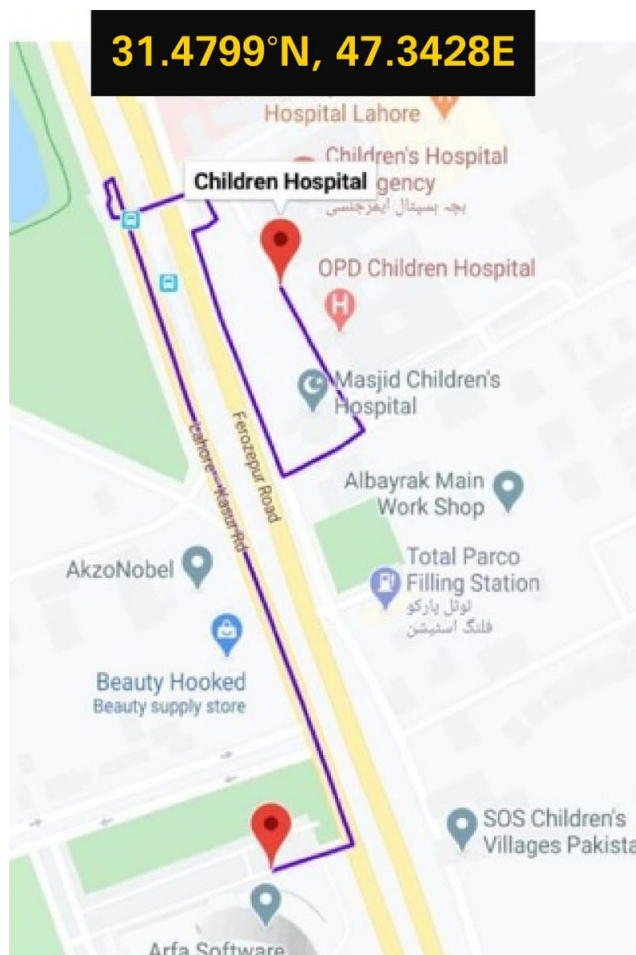 31.4799°N, 47.3428E
Hospital Lahore
Children's Hospital
Children Hospital
gency
بچہ ہسپتال ایمرجنسی
OPD Children Hospital
Masjid Children's
Hospital
Ferozepur Road
Lahore - Kasur Rd
Albayrak Main
Work Shop
AkzoNobel
Total Parco
Filling Station
ٹوٹل پارکو
فلنگ اسٹیشن
Beauty Hooked
Beauty supply store
SOS Children's
Villages Pakista
Arfa Software